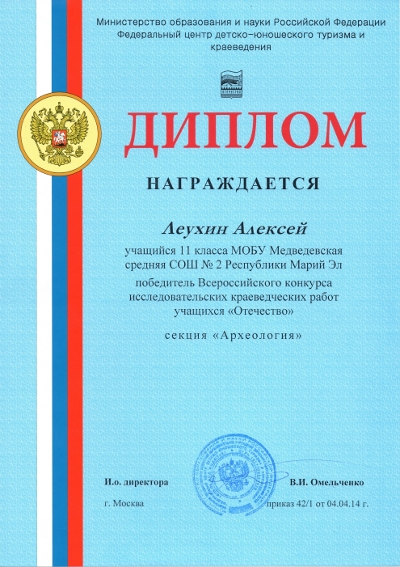 Министерство образования и науки Российской Федерации
Федеральный центр детско-юношеского туризма и
краеведения
ДИПЛОМ
НАГРАЖДАЕТСЯ
Леухин Алексей
учащийся 11 класса МОБУ Медведевская
средняя СОШ № 2 Республики Марий Эл
победитель Всероссийского конкурса
исследовательских краеведческих работ
учащихся «Отечество»
секция «Археология»
И.о. директора В.И. Омельченко
г. Москва приказ 42/1 от 04.04.14 г.